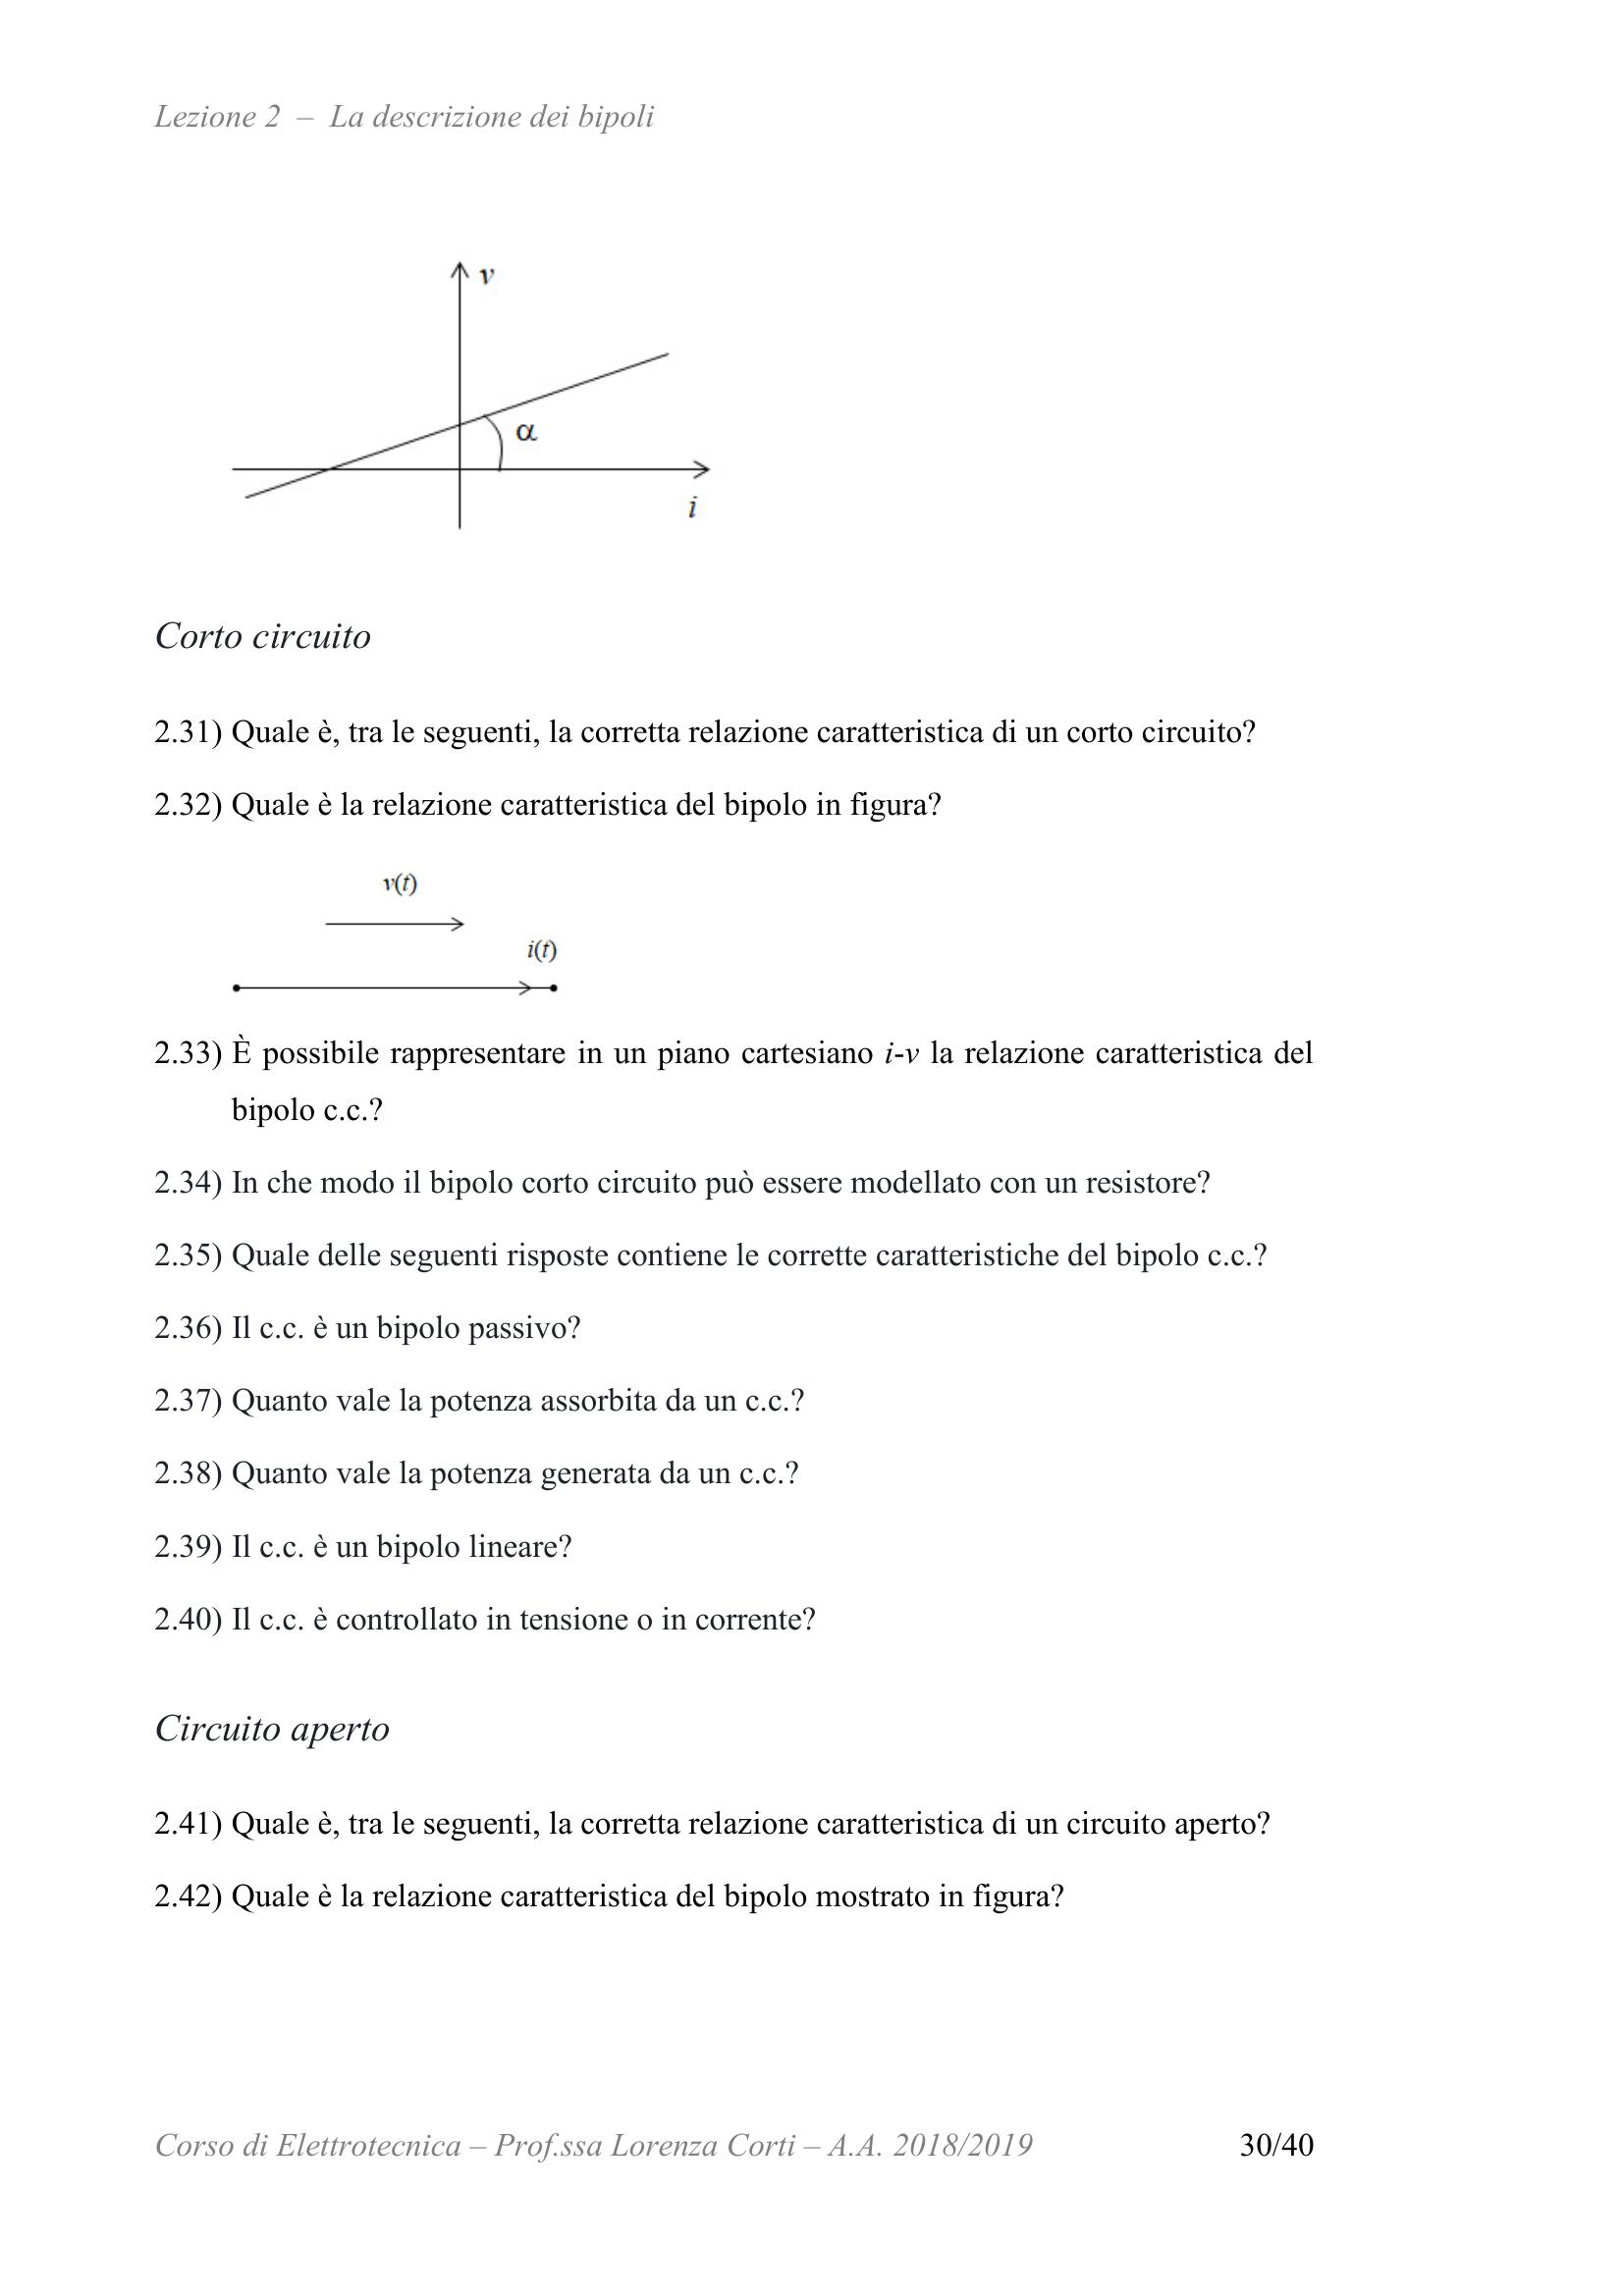 Lezione 2 – La descrizione dei bipoli
v
α
i
Corto circuito
2.31) Quale è, tra le seguenti, la corretta relazione caratteristica di un corto circuito?
2.32) Quale è la relazione caratteristica del bipolo in figura?
v(t)
i(t)
2.33) È possibile rappresentare in un piano cartesiano i-v la relazione caratteristica del
bipolo c.c.?
2.34) In che modo il bipolo corto circuito può essere modellato con un resistore?
2.35) Quale delle seguenti risposte contiene le corrette caratteristiche del bipolo c.c.?
2.36) Il c.c. è un bipolo passivo?
2.37) Quanto vale la potenza assorbita da un c.c.?
2.38) Quanto vale la potenza generata da un c.c.?
2.39) Il c.c. è un bipolo lineare?
2.40) Il c.c. è controllato in tensione o in corrente?
Circuito aperto
2.41) Quale è, tra le seguenti, la corretta relazione caratteristica di un circuito aperto?
2.42) Quale è la relazione caratteristica del bipolo mostrato in figura?
Corso di Elettrotecnica – Prof.ssa Lorenza Corti – A.A. 2018/2019 30/40